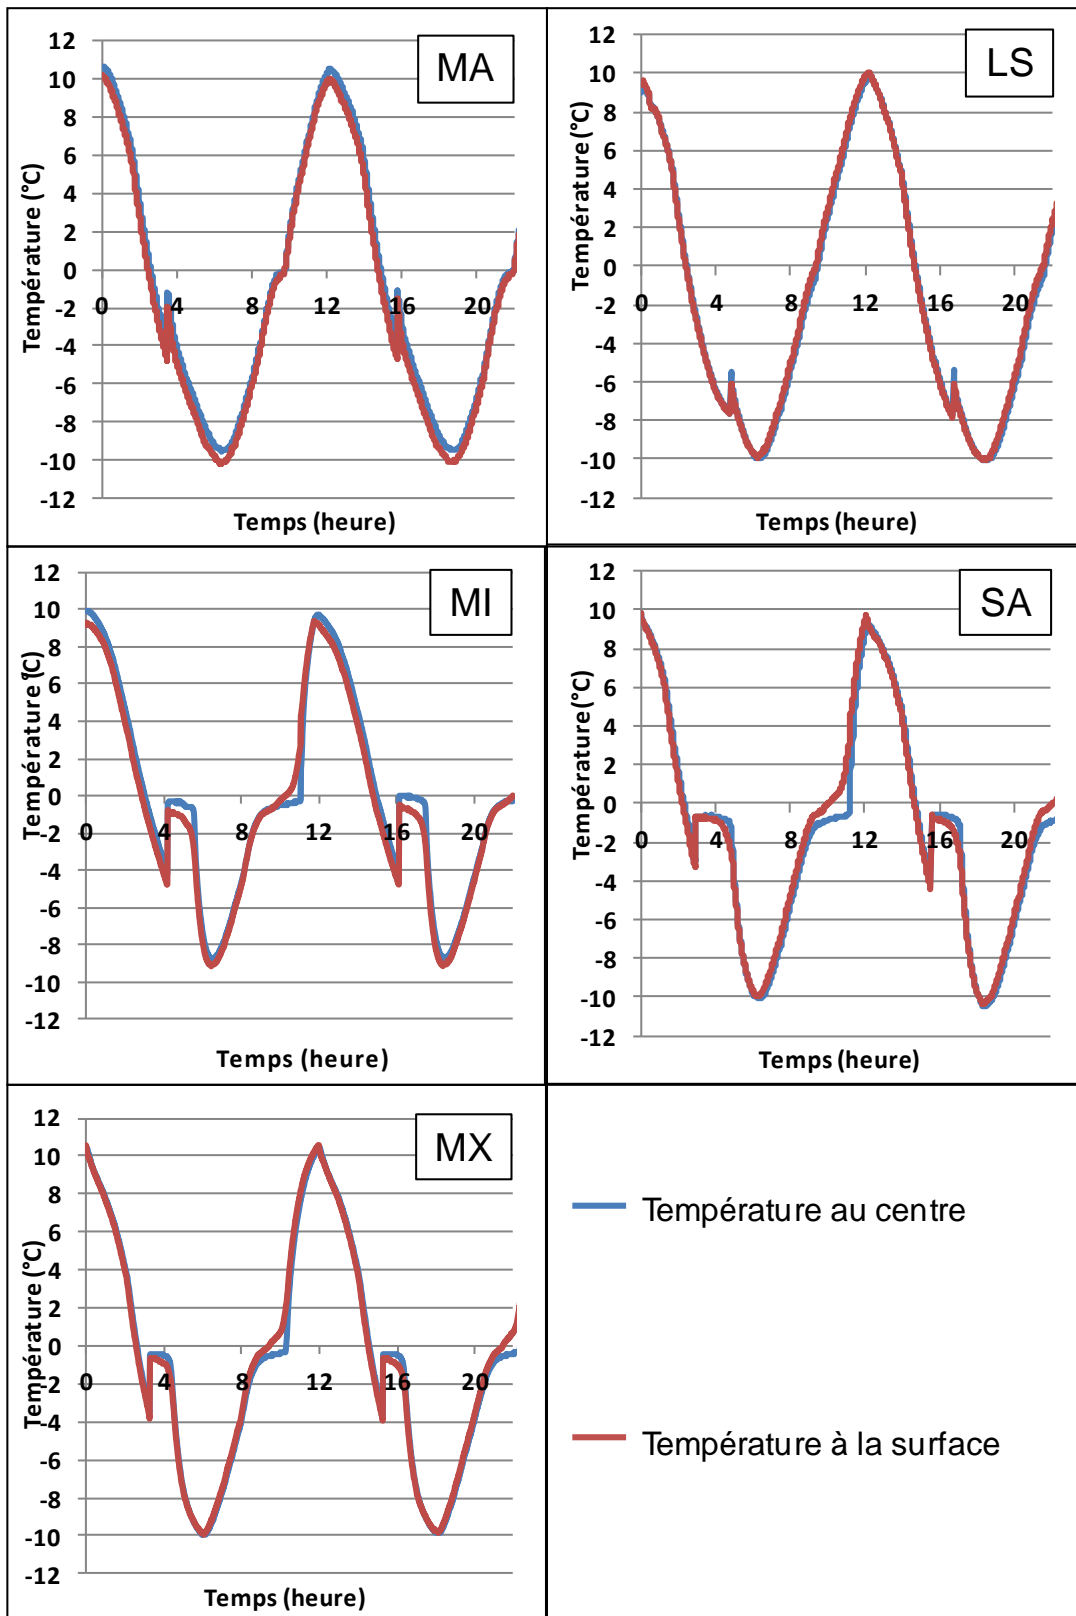 MA
Température (°C)
12
10
8
6
4
2
0
-2
-4
-6
-8
-10
-12
0 4 8 12 16 20
Temps (heure)
LS
Température (°C)
12
10
8
6
4
2
0
-2
-4
-6
-8
-10
-12
0 4 8 12 16 20
Temps (heure)
MI
Température (°C)
12
10
8
6
4
2
0
-2
-4
-6
-8
-10
-12
0 4 8 12 16 20
Temps (heure)
SA
Température (°C)
12
10
8
6
4
2
0
-2
-4
-6
-8
-10
-12
0 4 8 12 16 20
Temps (heure)
MX
Température (°C)
12
10
8
6
4
2
0
-2
-4
-6
-8
-10
-12
0 4 8 12 16 20
Temps (heure)
Température au centre
Température à la surface